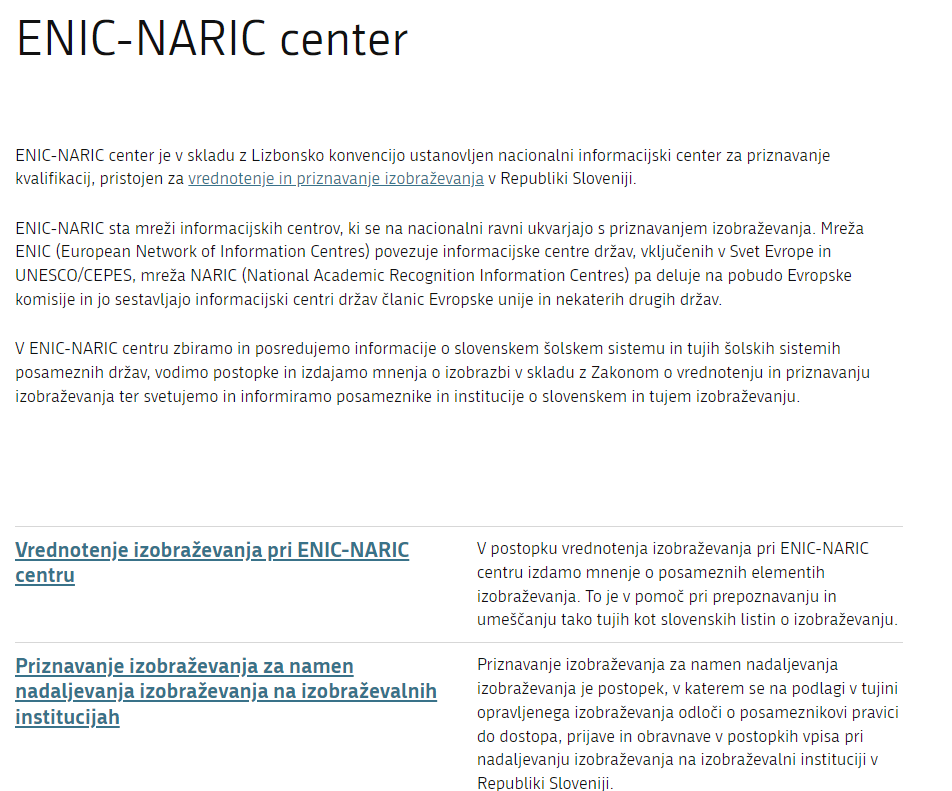 ENIC-NARIC center
ENIC-NARIC center je v skladu z Lizbonsko konvencijo ustanovljen nacionalni informacijski center za priznavanje
kvalifikacij, pristojen za vrednotenje in priznavanje izobraževanja v Republiki Sloveniji.
ENIC-NARIC sta mreži informacijskih centrov, ki se na nacionalni ravni ukvarjajo s priznavanjem izobraževanja. Mreža
ENIC (European Network of Information Centres) povezuje informacijske centre držav, vključenih v Svet Evrope in
UNESCO/CEPES, mreža NARIC (National Academic Recognition Information Centres) pa deluje na pobudo Evropske
komisije in jo sestavljajo informacijski centri držav članic Evropske unije in nekaterih drugih držav.
V ENIC-NARIC centru zbiramo in posredujemo informacije o slovenskem šolskem sistemu in tujih šolskih sistemih
posameznih držav, vodimo postopke in izdajamo mnenja o izobrazbi v skladu z Zakonom o vrednotenju in priznavanju
izobraževanja ter svetujemo in informiramo posameznike in institucije o slovenskem in tujem izobraževanju.
Vrednotenje izobraževanja pri ENIC-NARIC
centru
V postopku vrednotenja izobraževanja pri ENIC-NARIC
centru izdamo mnenje o posameznih elementih
izobraževanja. To je v pomoč pri prepoznavanju in
umeščanju tako tujih kot slovenskih listin o izobraževanju.
Priznavanje izobraževanja za namen
nadaljevanja izobraževanja na izobraževalnih
institucijah
Priznavanje izobraževanja za namen nadaljevanja
izobraževanja je postopek, v katerem se na podlagi v tujini
opravljenega izobraževanja odloči o posameznikovi pravici
do dostopa, prijave in obravnave v postopkih vpisa pri
nadaljevanju izobraževanja na izobraževalni instituciji v
Republiki Sloveniji.